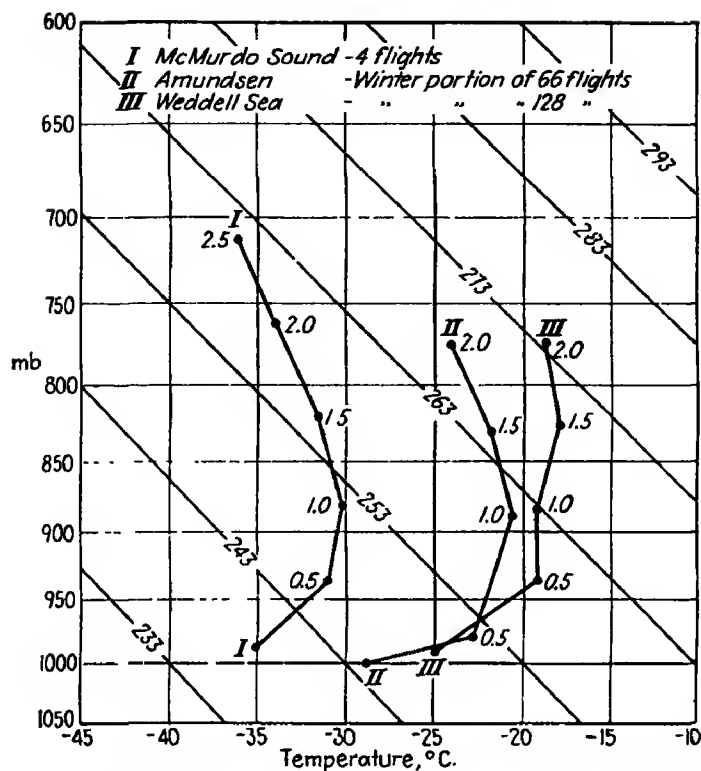 600
I McMurdo Sound -4 flights
II Amundsen -Winter portion of 66 flights
III Weddell Sea - " " " 128 "
650
293
283
273
700
I
2.5
750
2.0
II 2.0
III
2.0
mb
800
263
1.5
1.5
1.5
850
253
1.0
1.0
1.0
900
243
0.5
0.5
950
233
0.5
I
1000
II
III
1050
-45 -40 -35 -30 -25 -20 -15 -10
Temperature, °C.